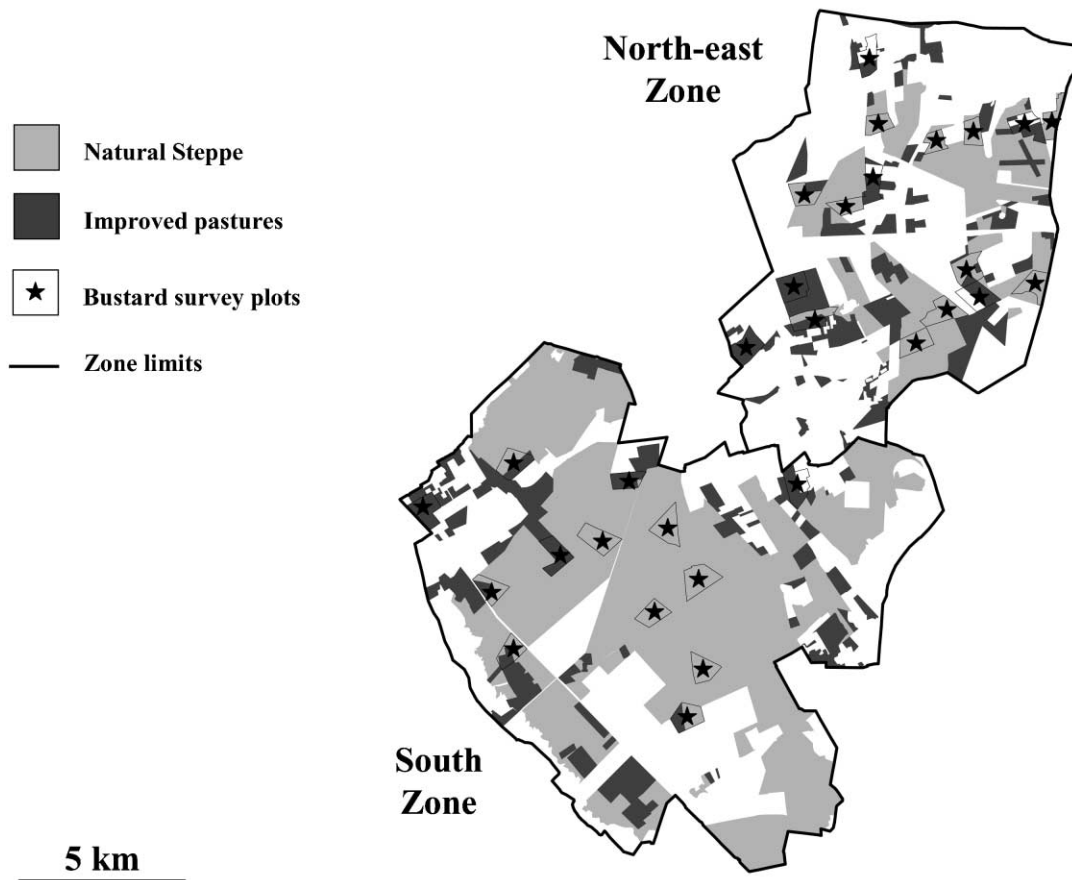 North-east
Zone
Natural Steppe
Improved pastures
Bustard survey plots
Zone limits
South
Zone
5 km